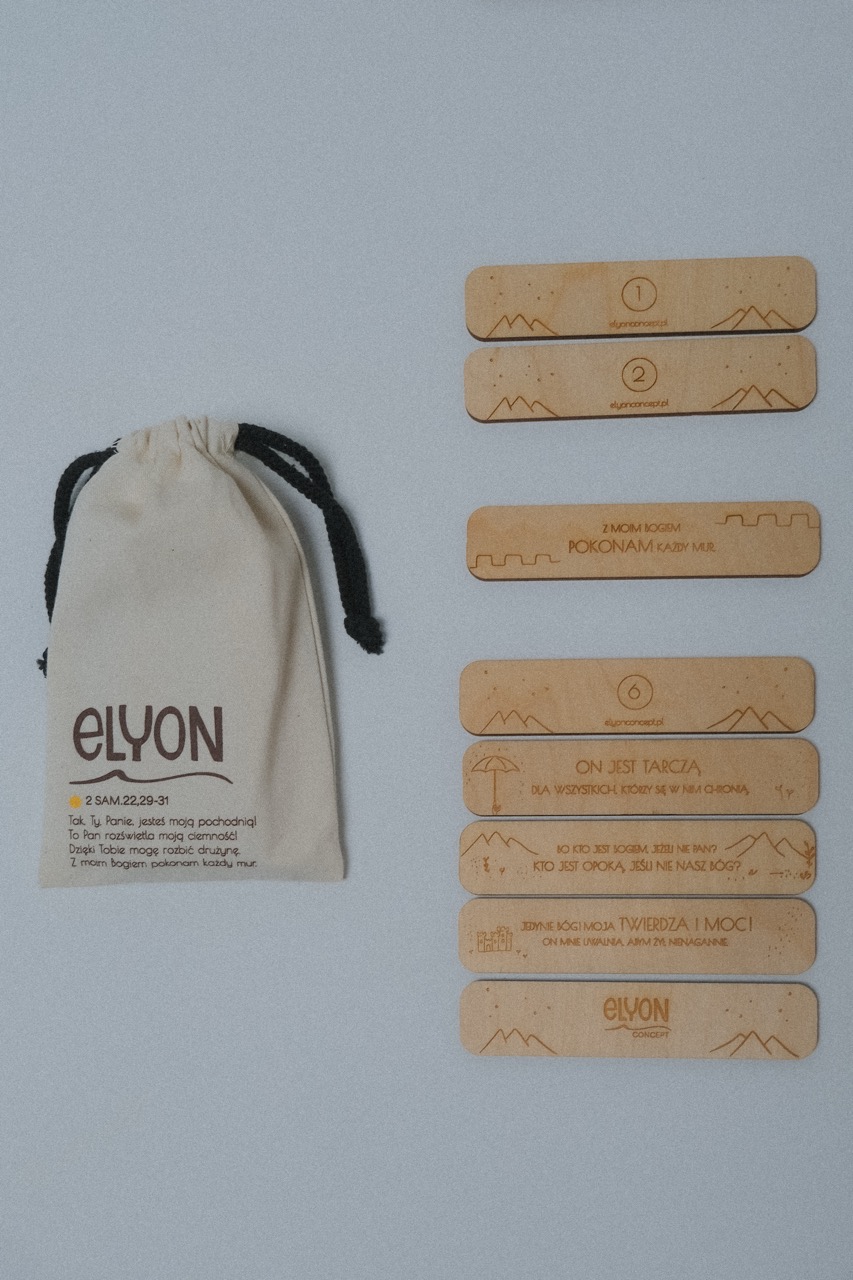 eLYON
2 SAM.22,29-31
Tak, Ty, Panie, jesteś moją pochodnią!
To Pan rozświetla moją ciemność!
Dzięki Tobie mogę rozbić drużynę.
Z moim Bogiem pokonam każdy mur.
1
elyonconcept.pl
2
elyonconcept.pl
Z MOIM BOGIEM
POKONAM KAŻDY MUR.
6
elyonconcept.pl
ON JEST TARCZĄ
DLA WSZYSTKICH, KTÓRZY SIĘ W NIM CHRONIĄ.
BO KTO JEST BOGIEM, JEŻELI NIE PAN?
KTO JEST OPOKĄ, JEŚLI NIE NASZ BÓG?
JEDYNIE BÓG! MOJA TWIERDZA I MOC!
ON MNIE UWALNIA, ABYM ŻYŁ NIENAGANNIE.
eLYON
CONCEPT